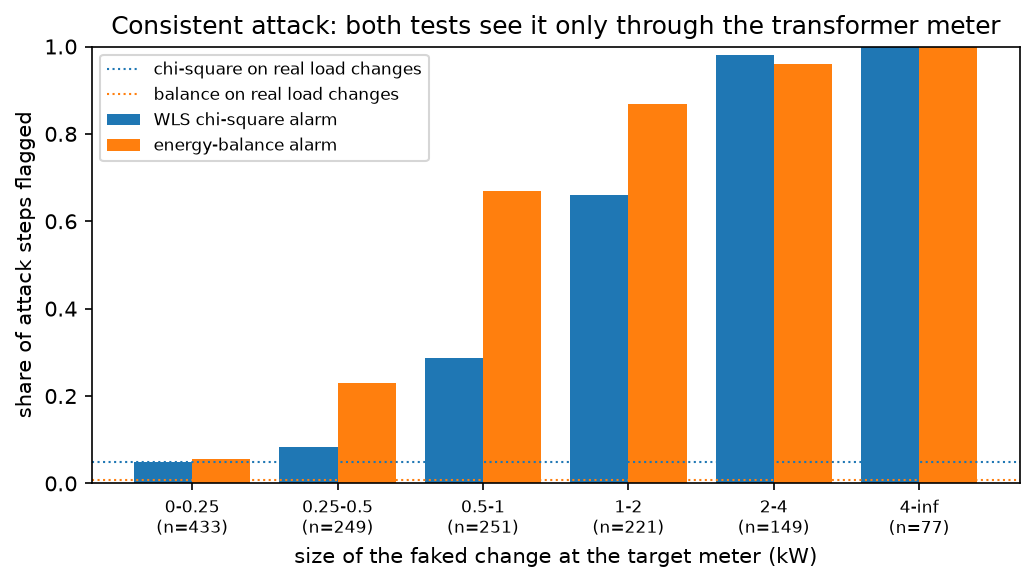 Consistent attack: both tests see it only through the transformer meter
share of attack steps flagged
1.0
0.8
0.6
0.4
0.2
0.0
chi-square on real load changes
balance on real load changes
WLS chi-square alarm
energy-balance alarm
0-0.25
(n=433)
0.25-0.5
(n=249)
0.5-1
(n=251)
1-2
(n=221)
2-4
(n=149)
4-inf
(n=77)
size of the faked change at the target meter (kW)